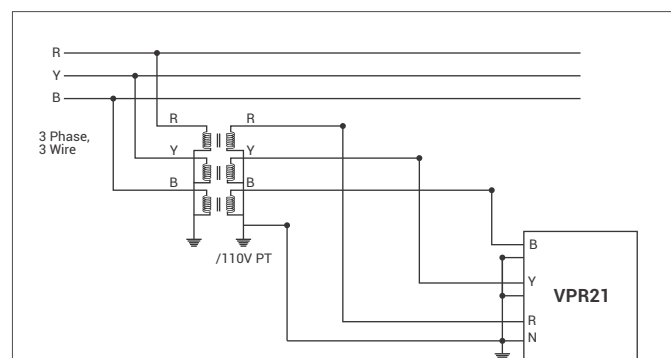 R
Y
B
3 Phase,
3 Wire
R R
Y Y
B B
/110V PT
B
Y
VPR21
R
N